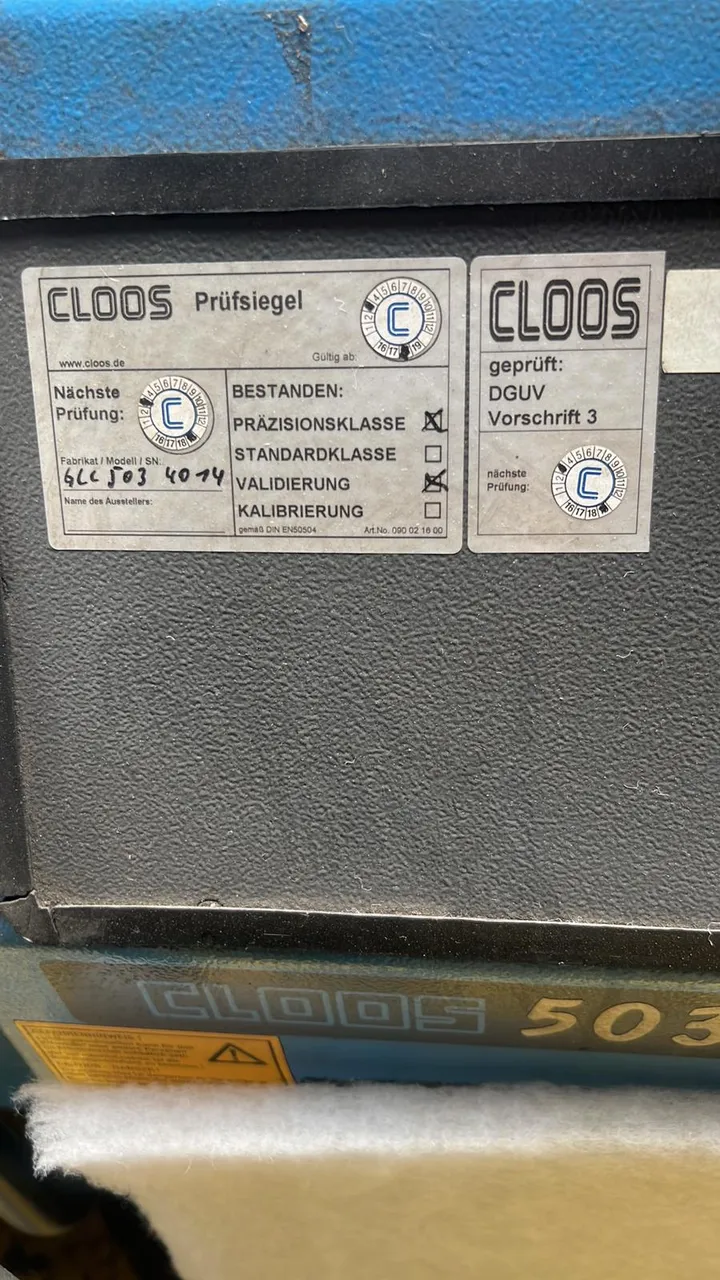 CLOOS Prüfsiegel
www.cloos.de
Gültig ab:
Nächste
Prüfung:
Fabrikat / Modell / SN:
GLC 503 4014
Name des Ausstellers:
BESTANDEN:
PRÄZISIONSKLASSE
STANDARDKLASSE
VALIDIERUNG
KALIBRIERUNG
gemäß DIN EN50504
Art.No. 090 02 16 00
CLOOS
geprüft:
DGUV
Vorschrift 3
nächste
Prüfung:
CLOOS 503